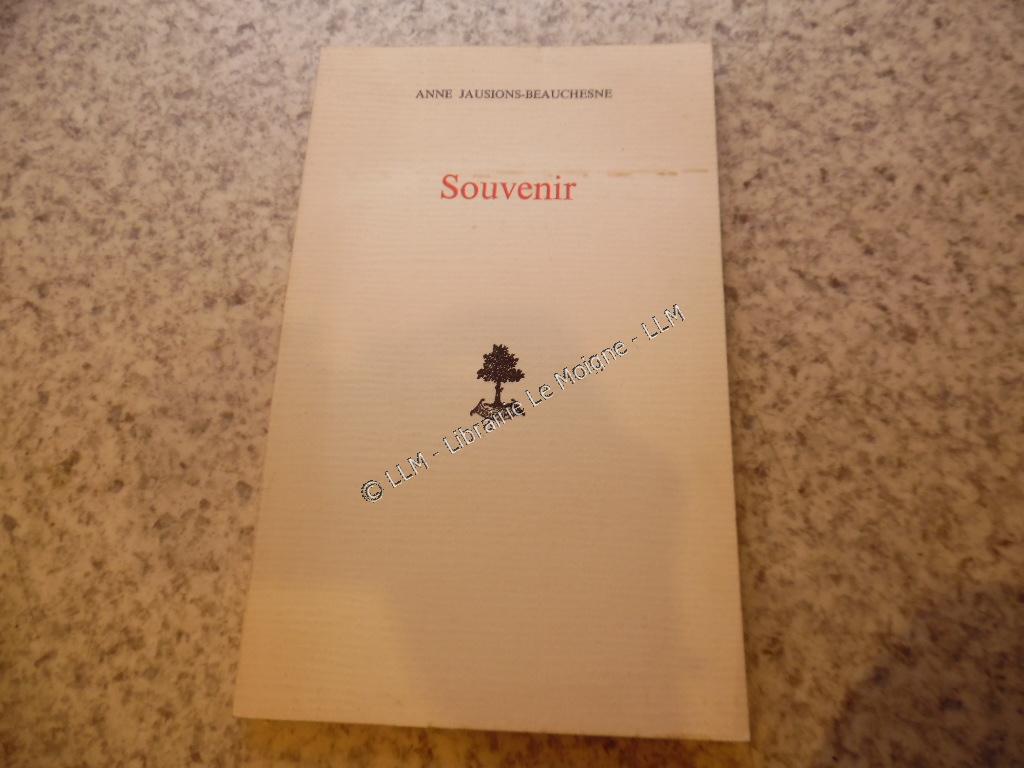 ANNE JAUSIONS-BEAUCHESNE
Souvenir
© LLM - Librairie Le Moigne - LLM